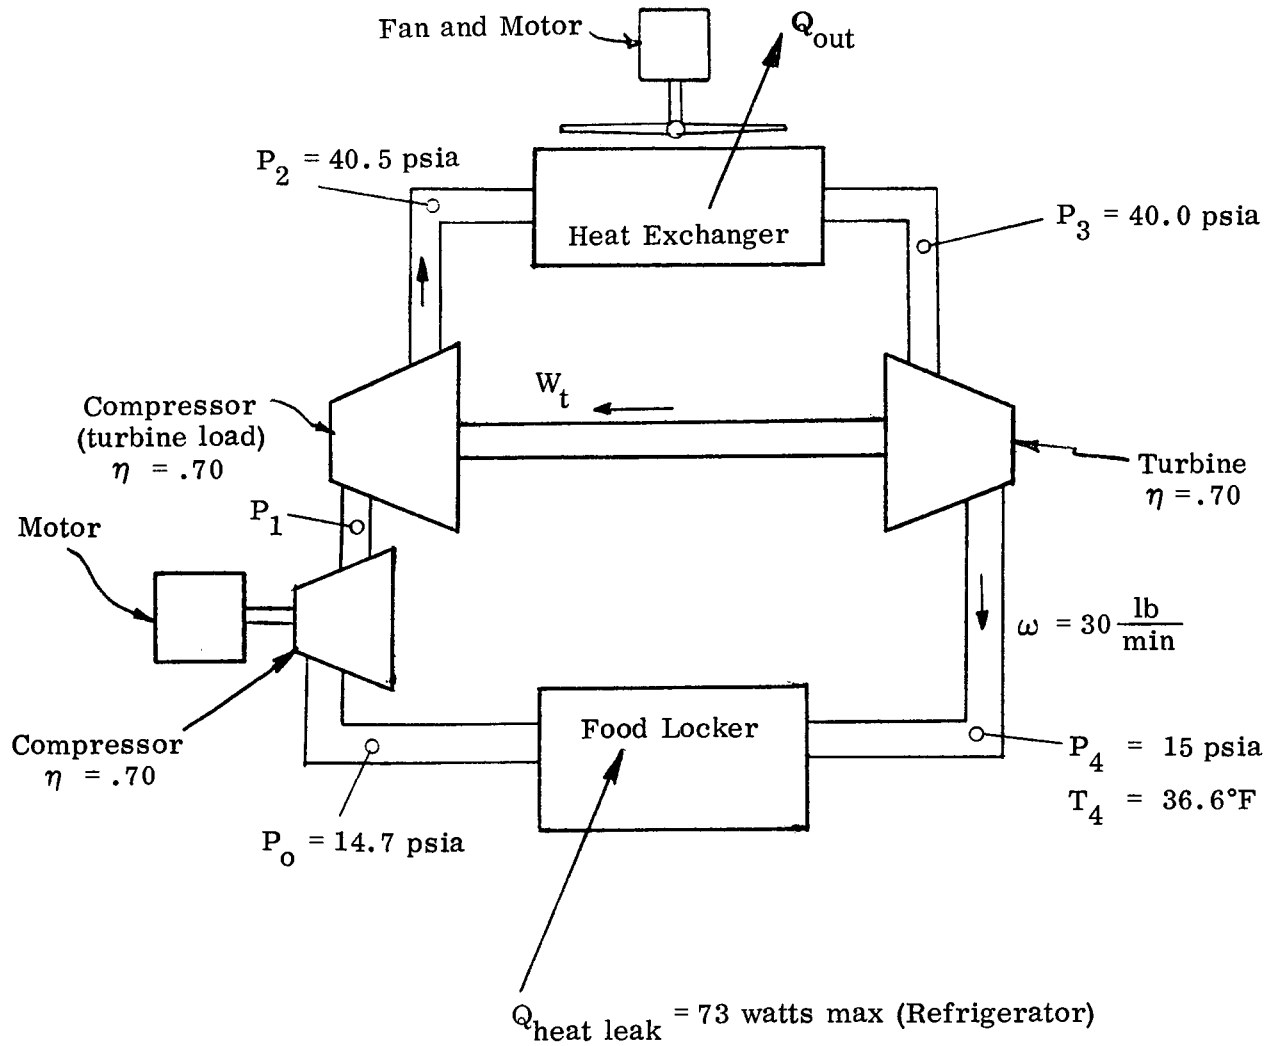 Fan and Motor
Q_out
P_2 = 40.5 psia
P_3 = 40.0 psia
Heat Exchanger
W_t
Compressor
(turbine load)
η = .70
Turbine
η = .70
P_1
Motor
ω = 30 lb/min
Compressor
η = .70
Food Locker
P_4 = 15 psia
T_4 = 36.6°F
P_o = 14.7 psia
Q_heat leak = 73 watts max (Refrigerator)